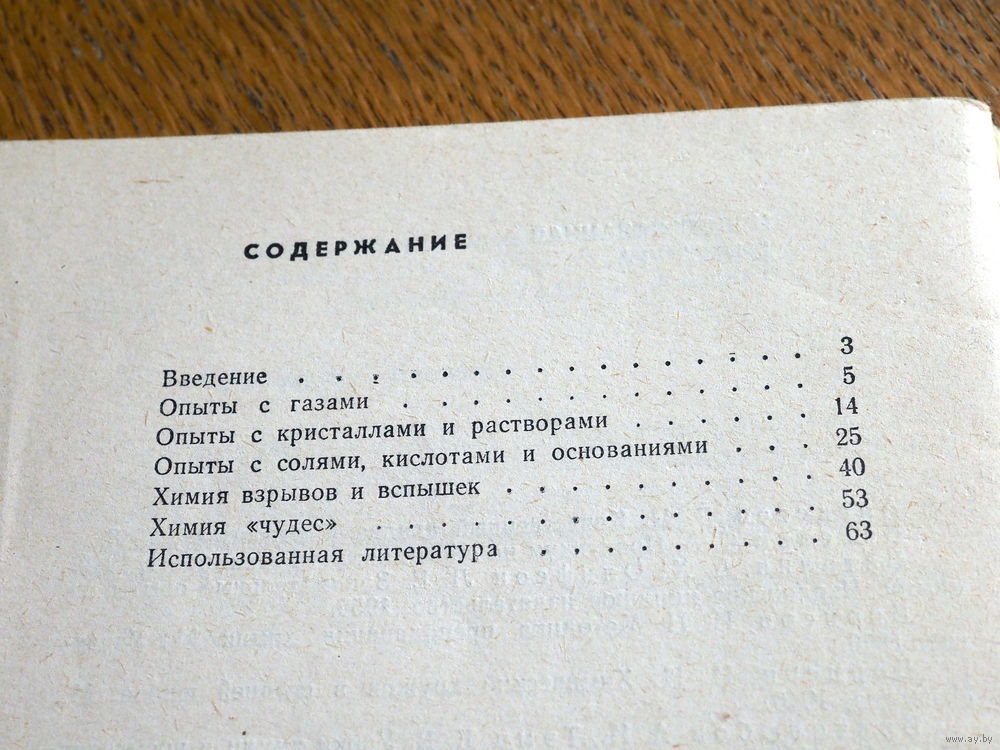 СОДЕРЖАНИЕ
Введение . . . . . . . . . . . . . . . 3
Опыты с газами . . . . . . . . . . . . 5
Опыты с кристаллами и растворами . . . . . 14
Опыты с солями, кислотами и основаниями . . . 25
Химия взрывов и вспышек . . . . . . . . . 40
Химия «чудес» . . . . . . . . . . . . . 53
Использованная литература . . . . . . . . 63
www.ay.by